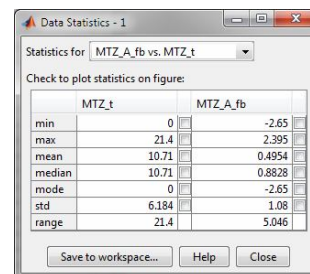 Data Statistics - 1
Statistics for MTZ_A_fb vs. MTZ_t
Check to plot statistics on figure:
MTZ_t MTZ_A_fb
min 0 -2.65
max 21.4 2.395
mean 10.71 0.4954
median 10.71 0.8828
mode 0 -2.65
std 6.184 1.08
range 21.4 5.046
Save to workspace... Help Close